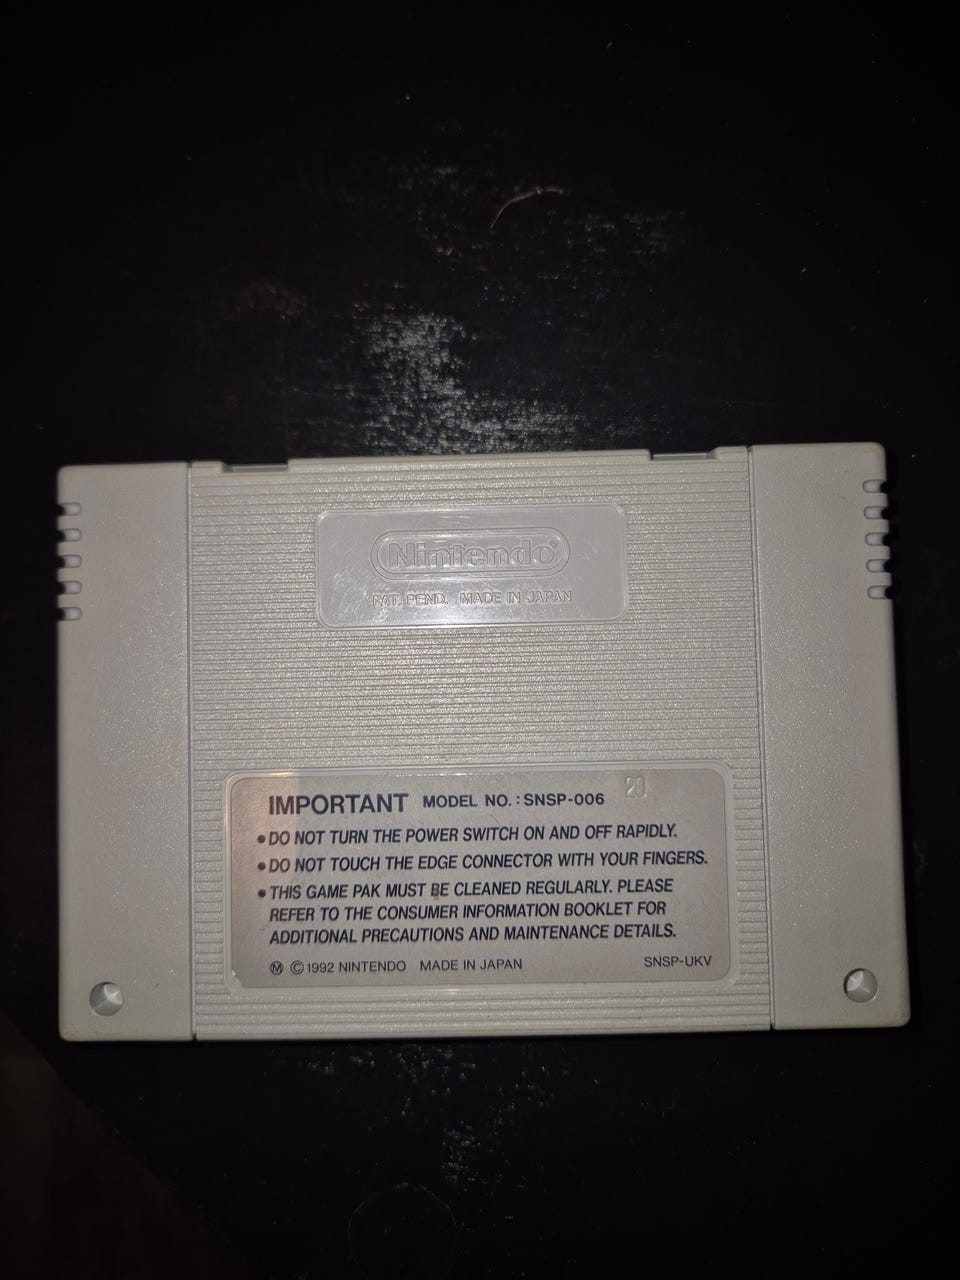 Nintendo®
PAT. PEND. MADE IN JAPAN
IMPORTANT MODEL NO. : SNSP-006 20
• DO NOT TURN THE POWER SWITCH ON AND OFF RAPIDLY.
• DO NOT TOUCH THE EDGE CONNECTOR WITH YOUR FINGERS.
• THIS GAME PAK MUST BE CLEANED REGULARLY. PLEASE
REFER TO THE CONSUMER INFORMATION BOOKLET FOR
ADDITIONAL PRECAUTIONS AND MAINTENANCE DETAILS.
Ⓜ © 1992 NINTENDO MADE IN JAPAN SNSP-UKV